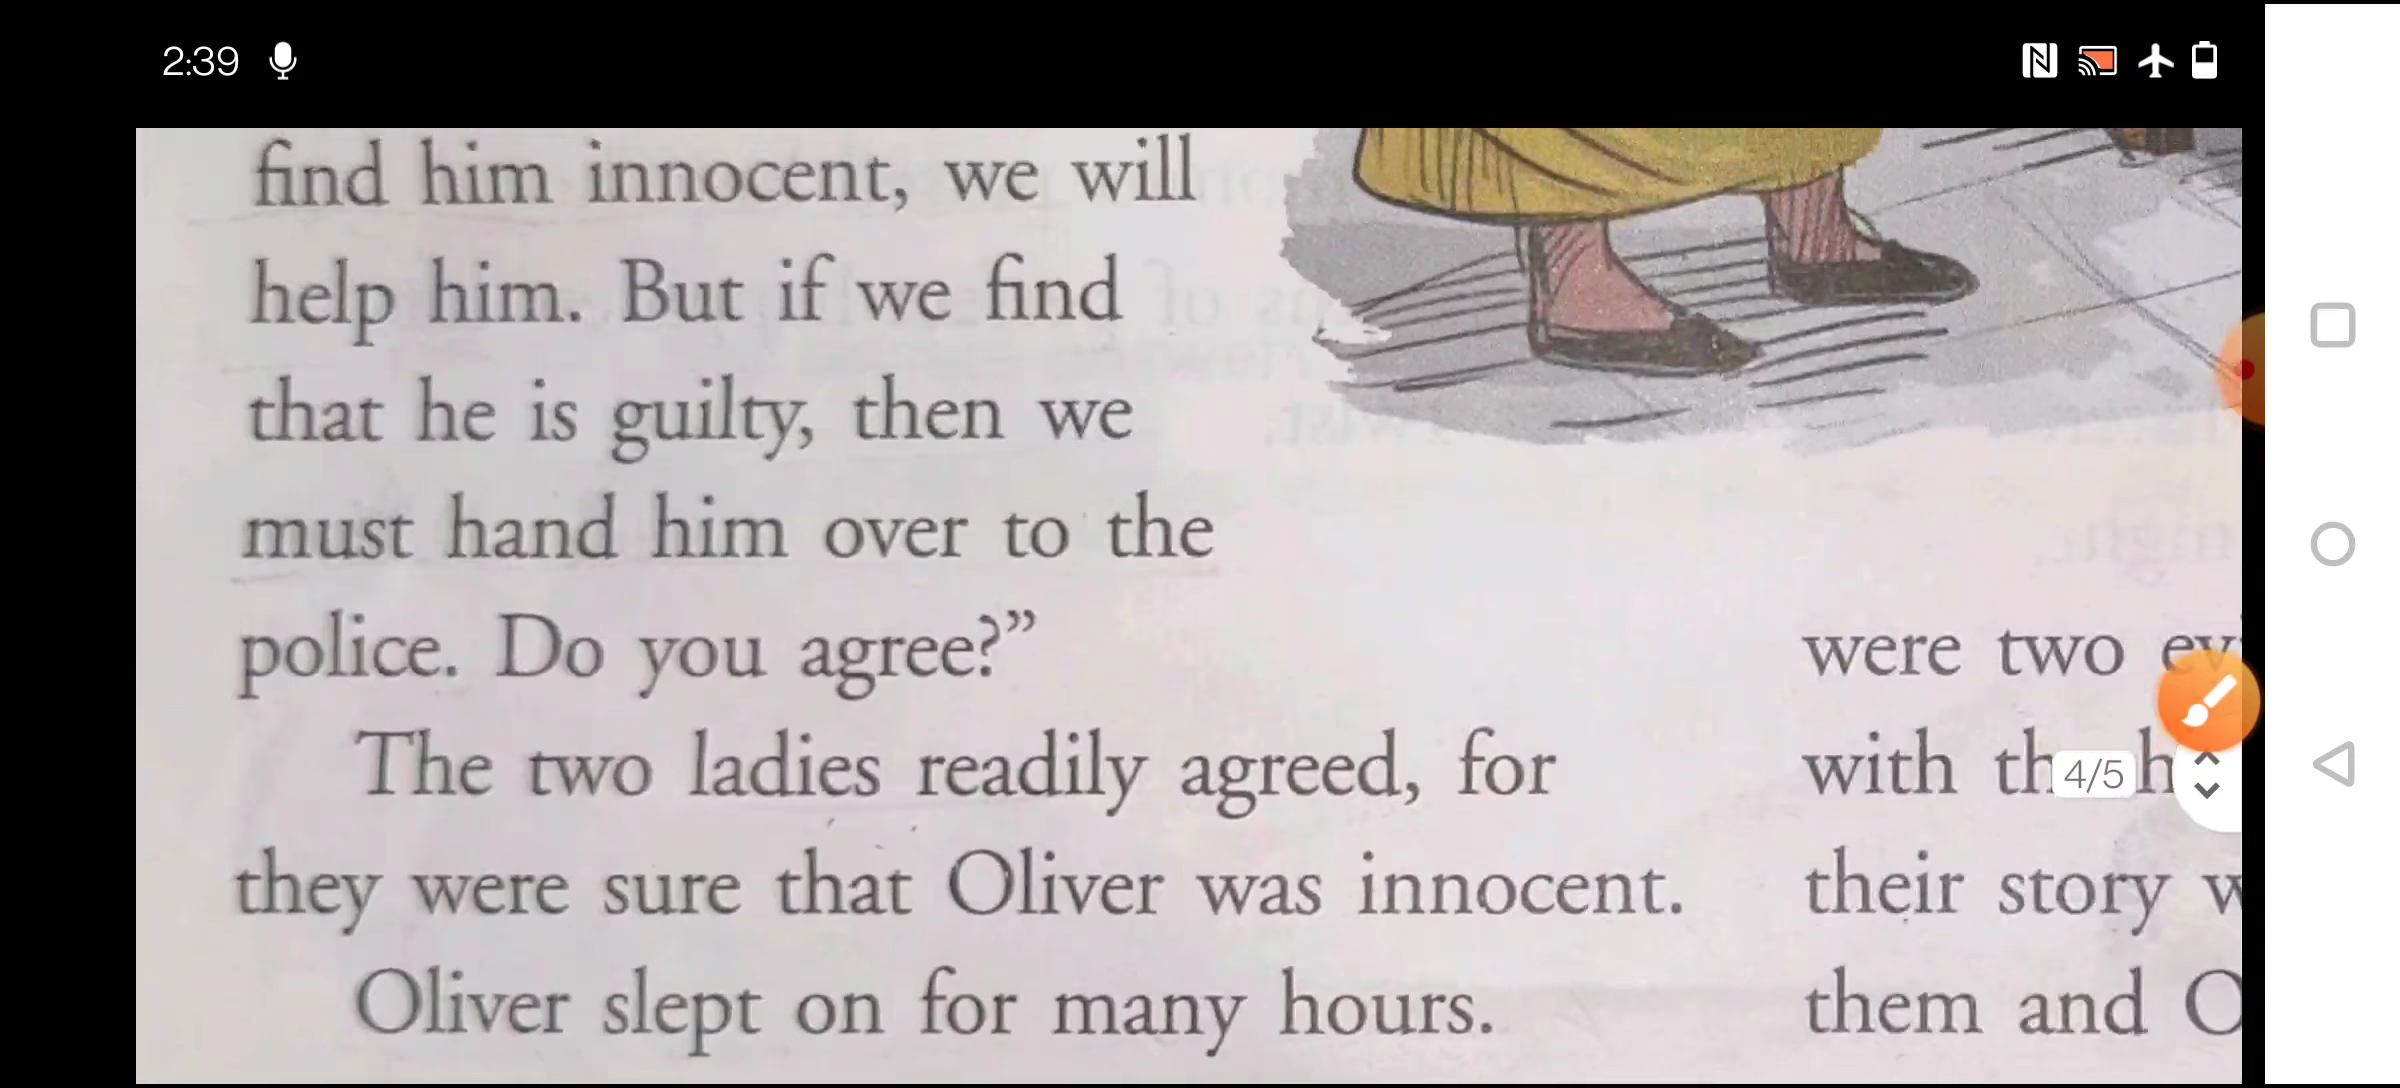 2:39
find him innocent, we will
help him. But if we find
that he is guilty, then we
must hand him over to the
police. Do you agree?”
The two ladies readily agreed, for
they were sure that Oliver was innocent.
Oliver slept on for many hours.
were two
with
their story
them and
4/5